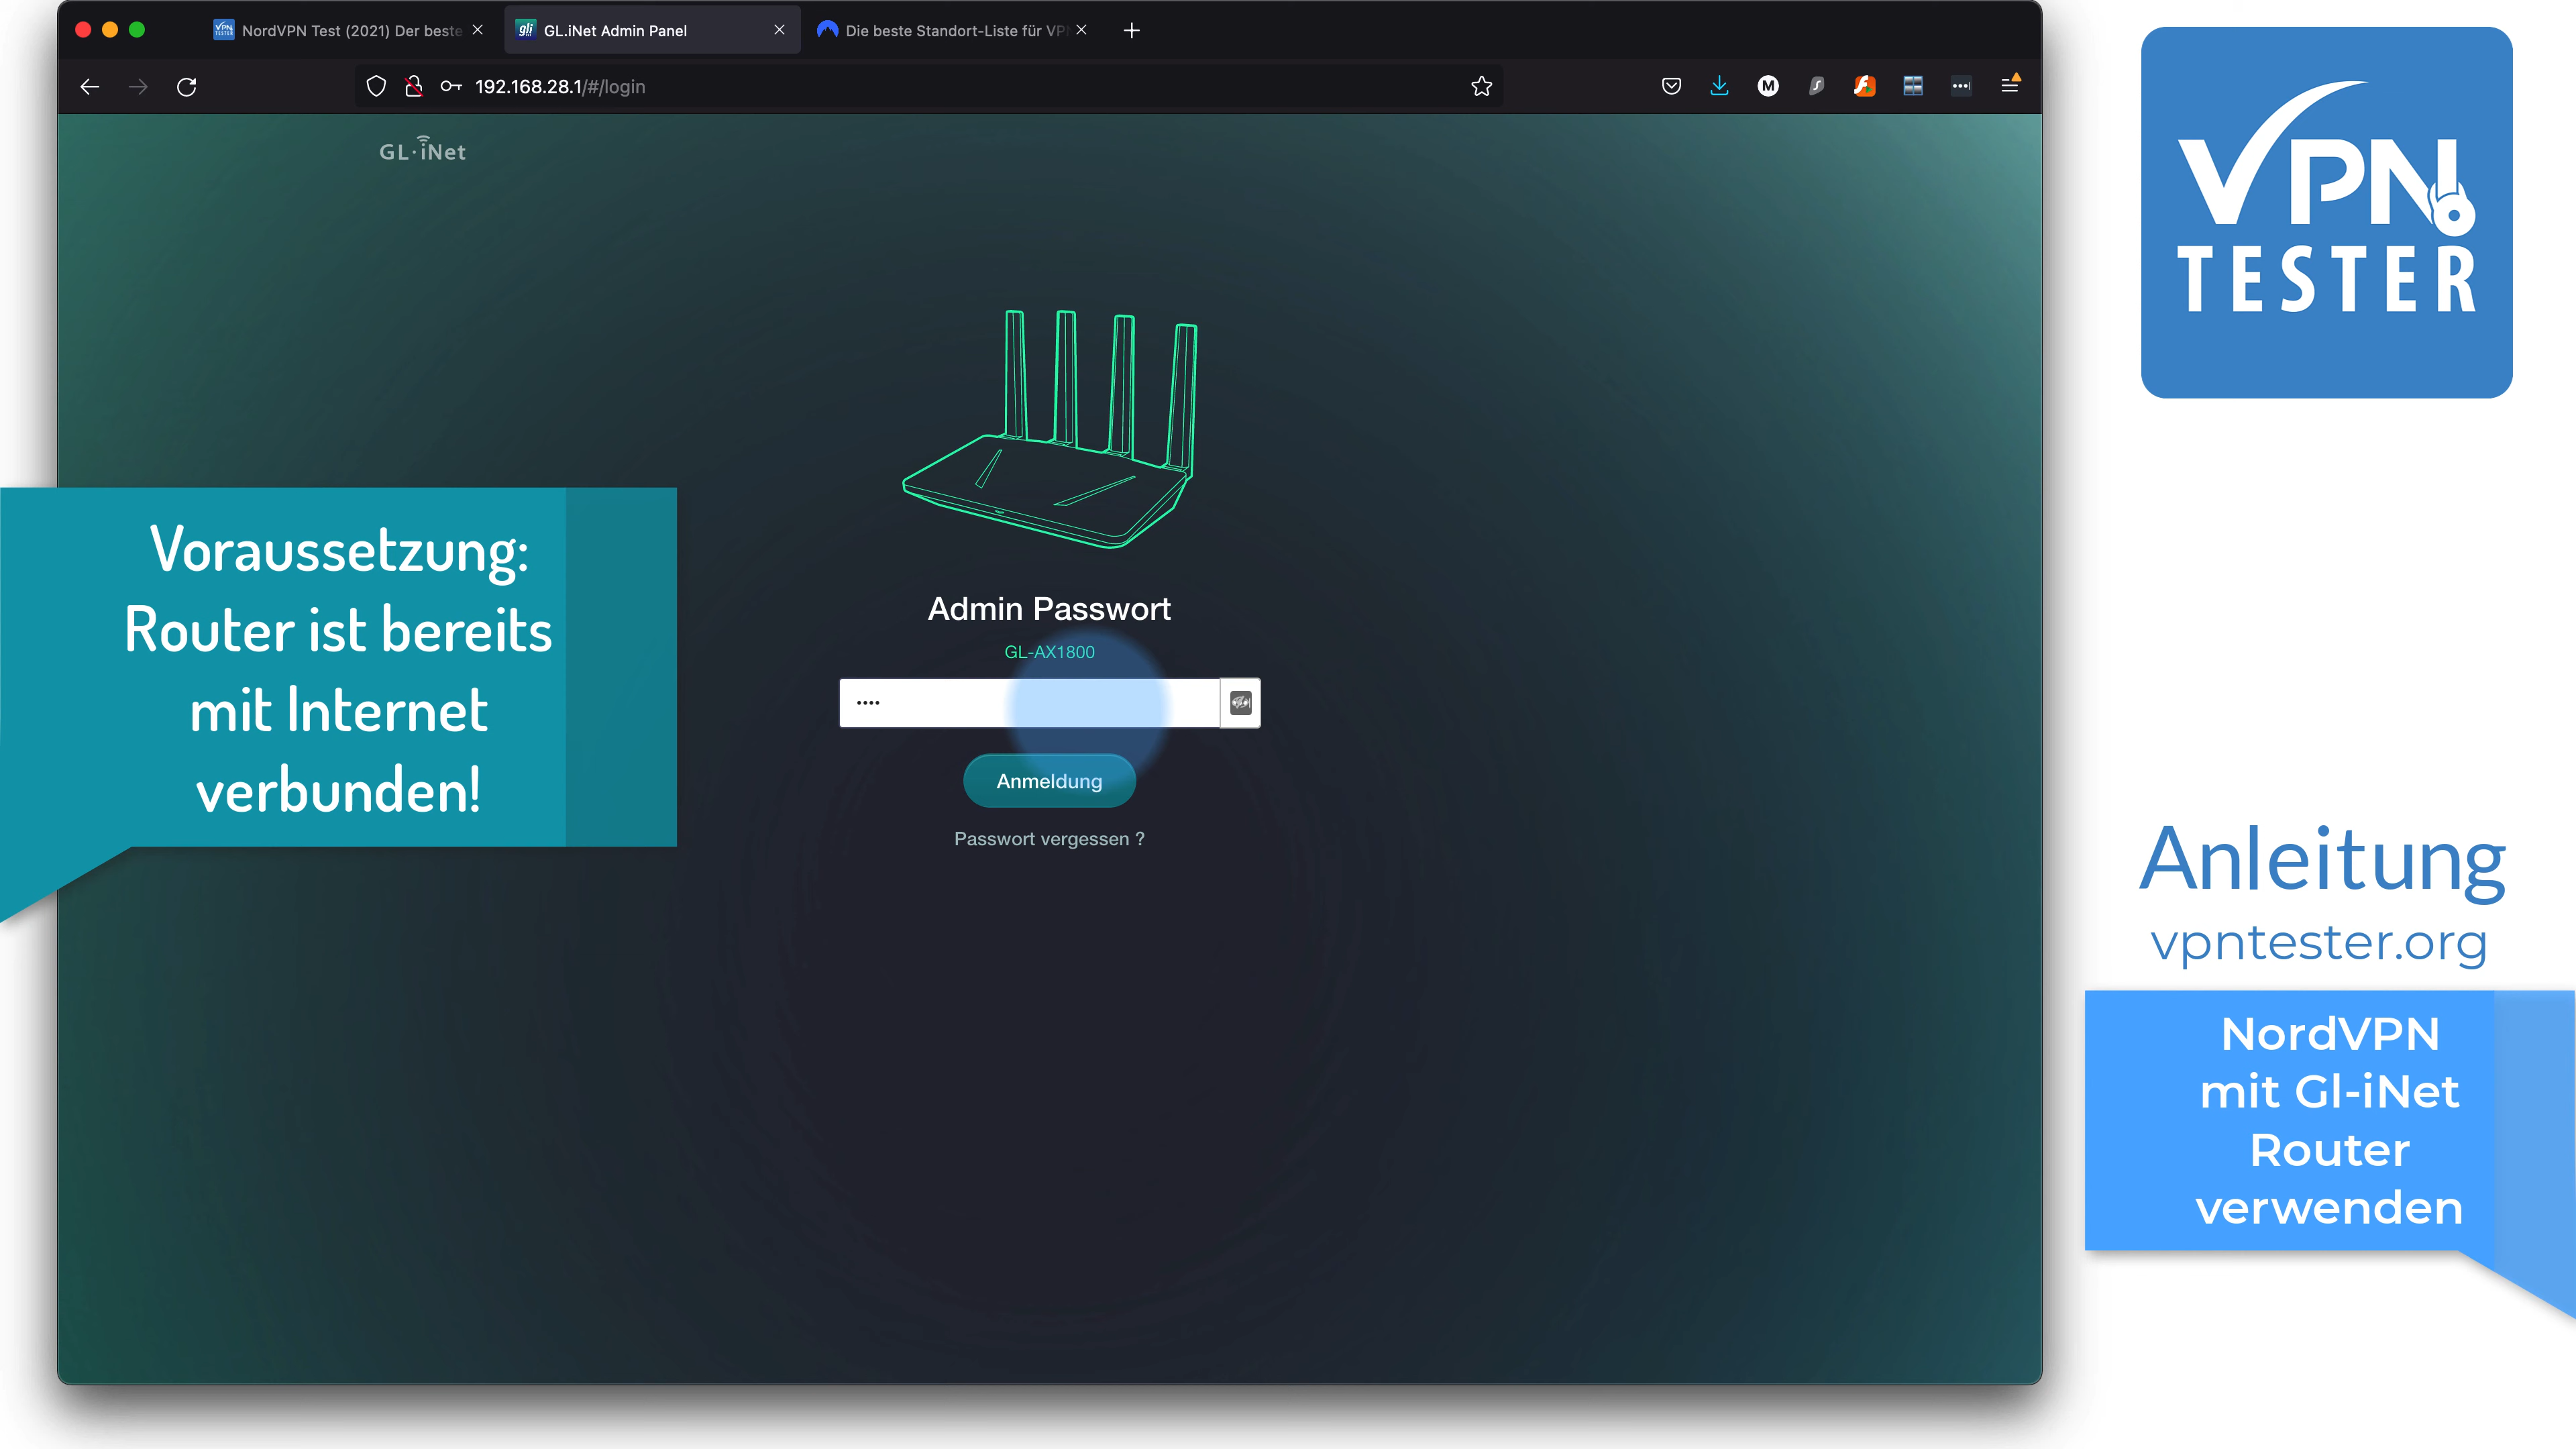 NordVPN Test (2021) Der beste
GL.iNet Admin Panel
Die beste Standort-Liste für VP
192.168.28.1/#/login
GL·iNet
VPN
TESTER
Voraussetzung:
Router ist bereits
mit Internet
verbunden!
Admin Passwort
GL-AX1800
Anmeldung
Passwort vergessen ?
Anleitung
vpntester.org
NordVPN
mit Gl-iNet
Router
verwenden